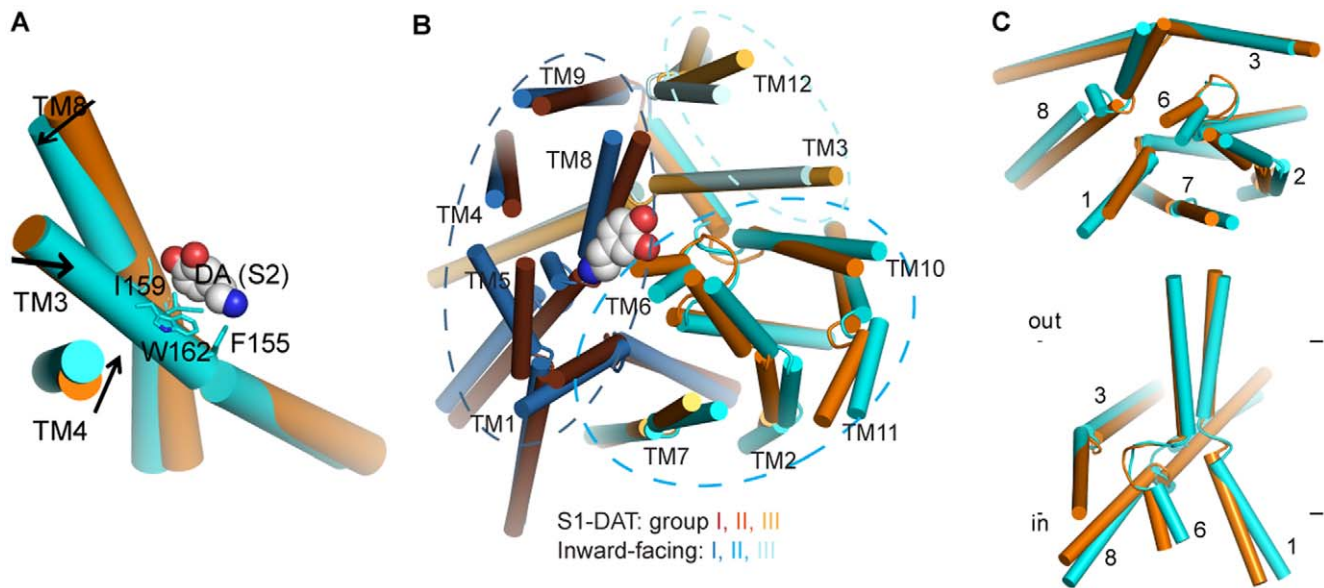 A
TM8
I159
DA (S2)
TM3
W162
F155
TM4
B
TM9
TM12
TM8
TM3
TM4
TM5
TM10
TM6
TM1
TM11
TM7
TM2
S1-DAT: group I, II, III
Inward-facing: I, II, III
C
3
8
6
1
7
2
out
3
in
8
6
1